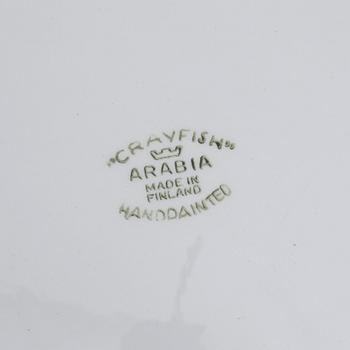 "CRAYFISH"
ARABIA
MADE IN
FINLAND
HANDPAINTED